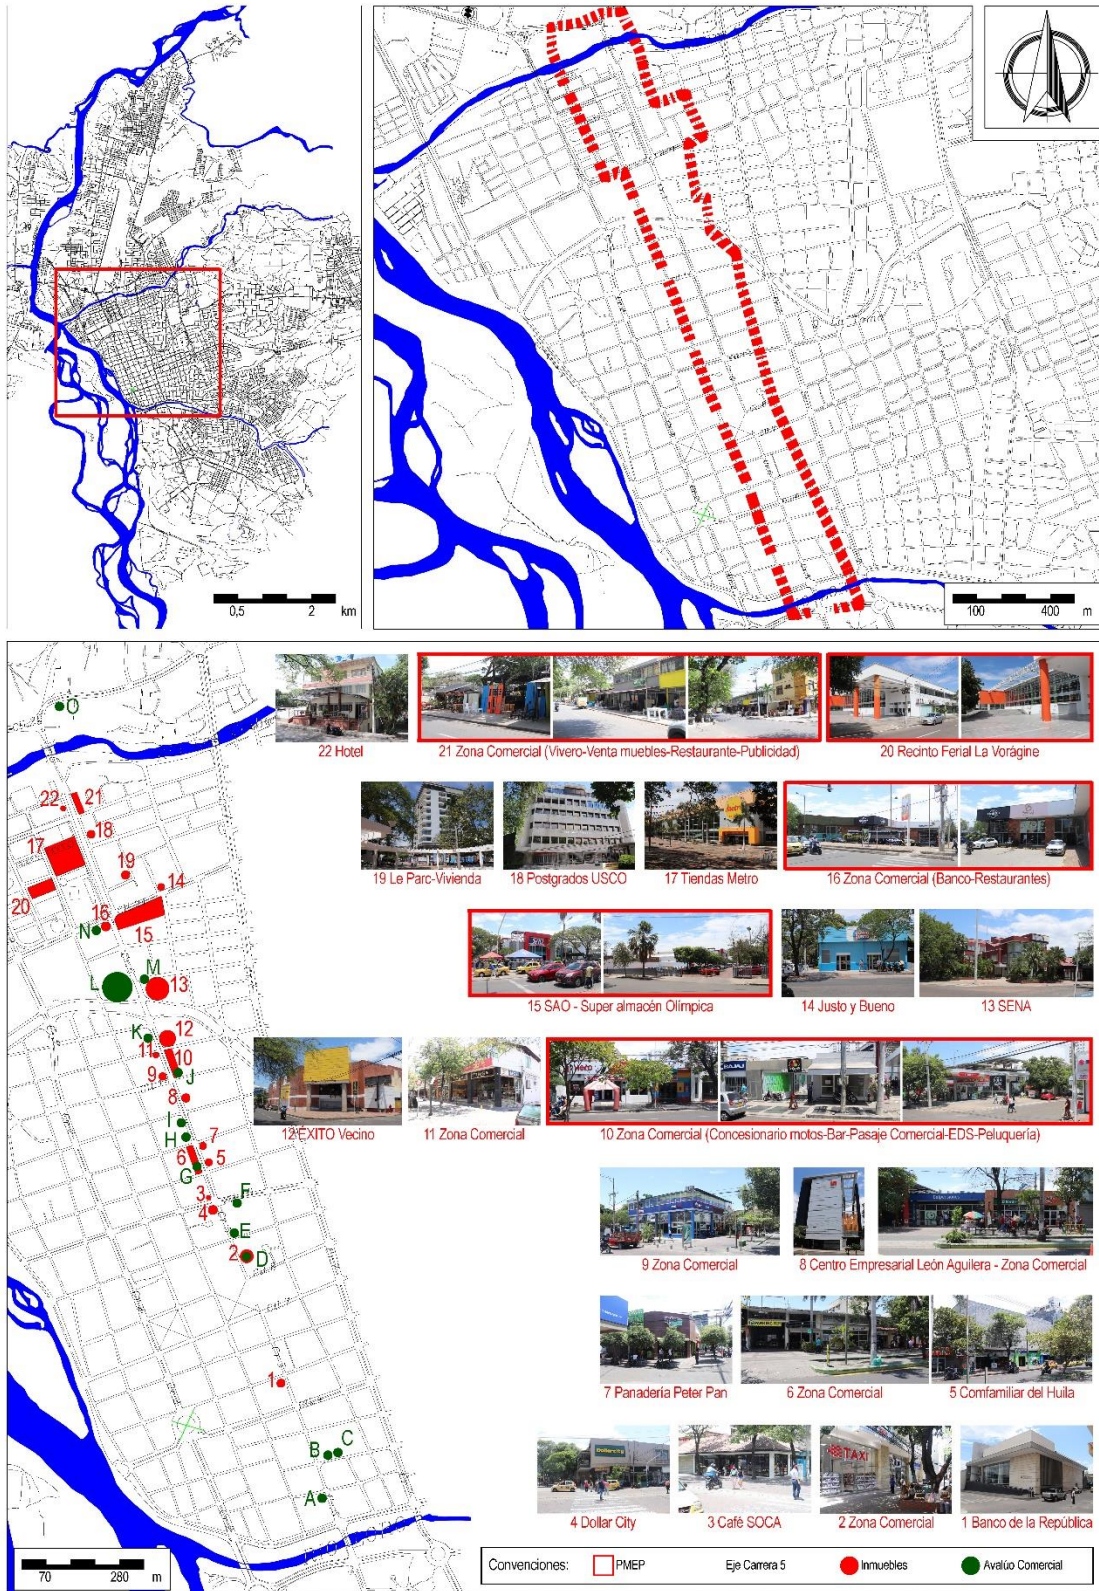 0,5
2
km
100
400
m
22 Hotel
21 Zona Comercial (Vivero-Venta muebles-Restaurante-Publicidad)
20 Recinto Ferial La Vorágine
19 Le Parc-Vivienda
18 Postgrados USCO
17 Tiendas Metro
16 Zona Comercial (Banco-Restaurantes)
15 SAO - Super almacén Olímpica
14 Justo y Bueno
13 SENA
12 ÉXITO Vecino
11 Zona Comercial
10 Zona Comercial (Concesionario motos-Bar-Pasaje Comercial-EDS-Peluquería)
9 Zona Comercial
8 Centro Empresarial León Aguilera - Zona Comercial
7 Panadería Peter Pan
6 Zona Comercial
5 Comfamiliar del Huila
4 Dollar City
3 Café SOCA
2 Zona Comercial
1 Banco de la República
BAJAJ
TAXI
O
22
21
18
17
19
14
20
16
N
15
M
L
13
K
12
11
10
J
9
8
I
H
7
6
5
G
3
F
4
E
2
D
1
C
B
A
70
280
m
Convenciones:
PMEP
Eje Carrera 5
Inmuebles
Avalúo Comercial